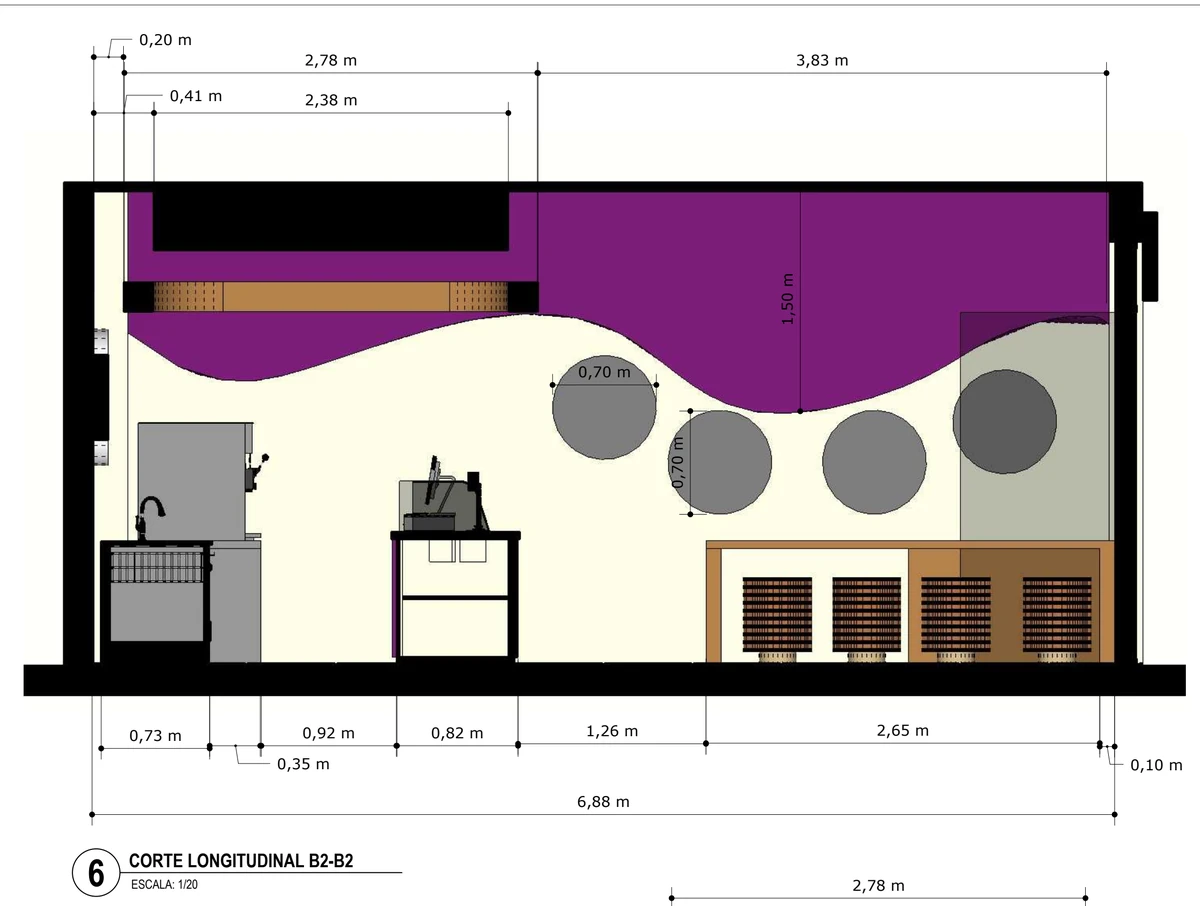 0,20 m
2,78 m
3,83 m
0,41 m
2,38 m
1,50 m
0,70 m
0,70 m
0,73 m
0,92 m
0,82 m
1,26 m
2,65 m
0,35 m
0,10 m
6,88 m
6
CORTE LONGITUDINAL B2-B2
ESCALA: 1/20
2,78 m